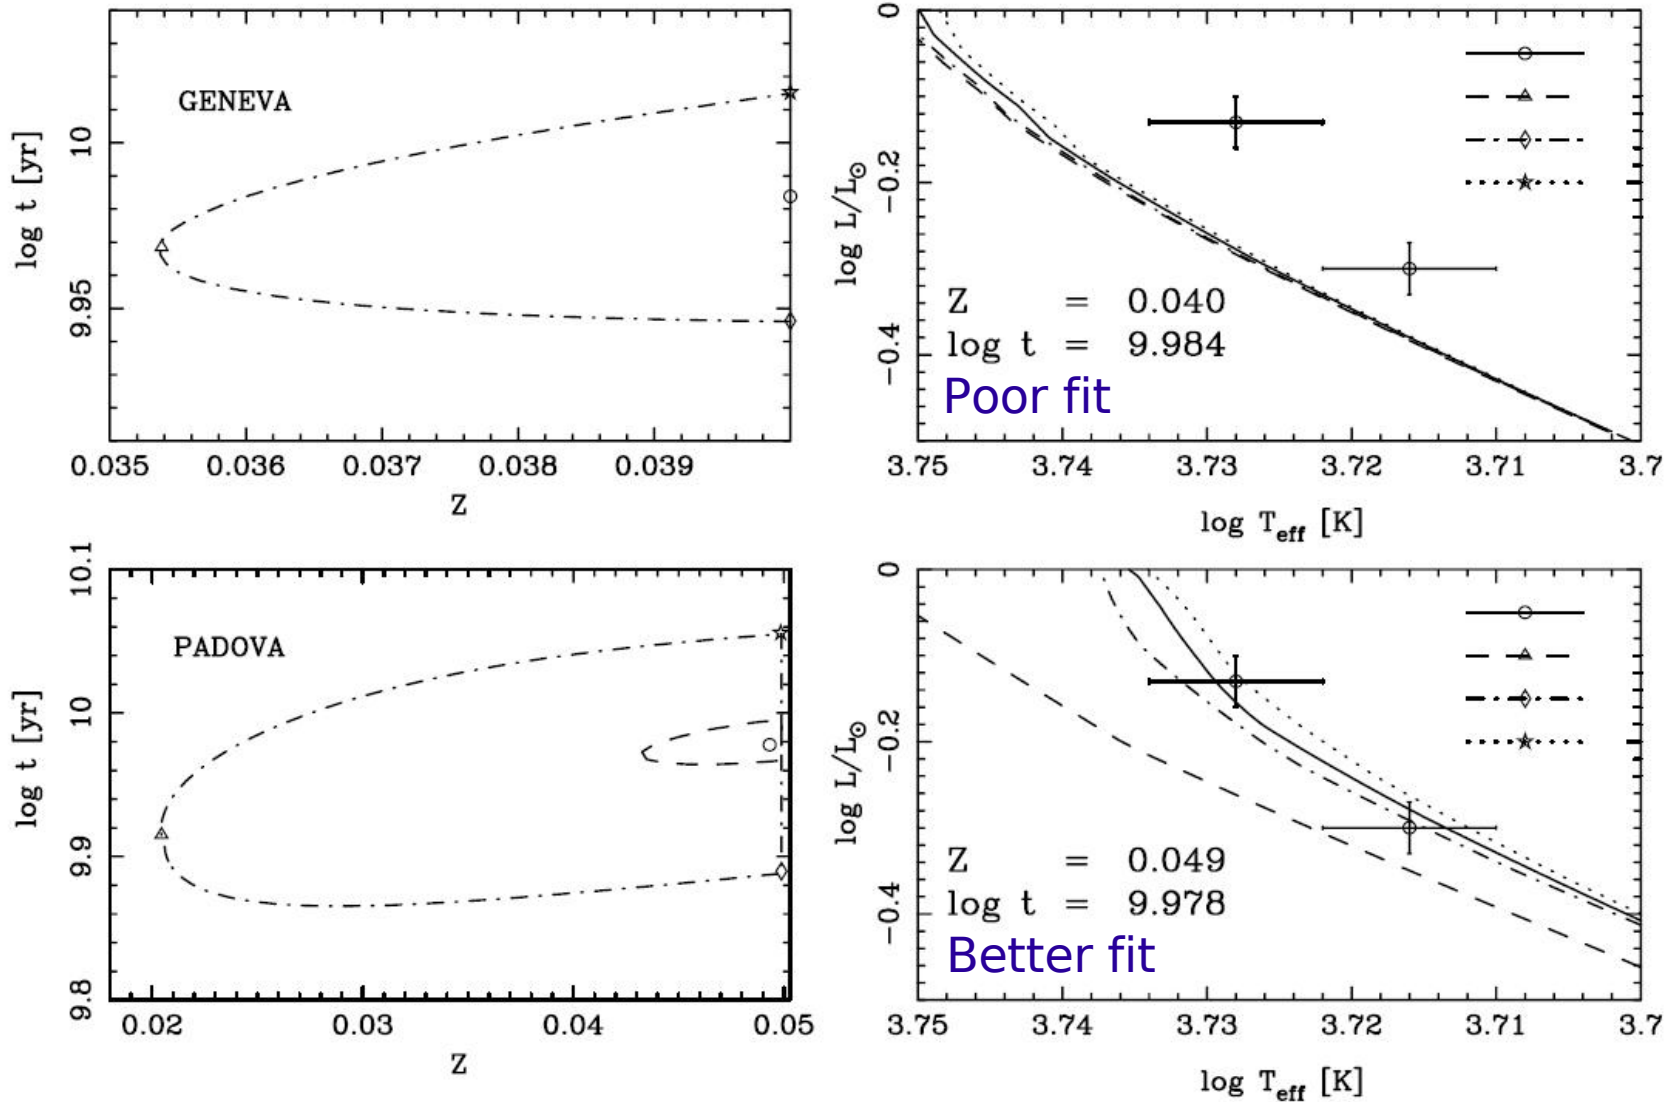 GENEVA
log t [yr]
10
9.95
0.035 0.036 0.037 0.038 0.039
Z
log L/L⊙
0
−0.2
−0.4
Z = 0.040
log t = 9.984
Poor fit
3.75 3.74 3.73 3.72 3.71 3.7
log Teff [K]
PADOVA
log t [yr]
10.1
10
9.9
9.8
0.02 0.03 0.04 0.05
Z
log L/L⊙
0
−0.2
−0.4
Z = 0.049
log t = 9.978
Better fit
3.75 3.74 3.73 3.72 3.71 3.7
log Teff [K]